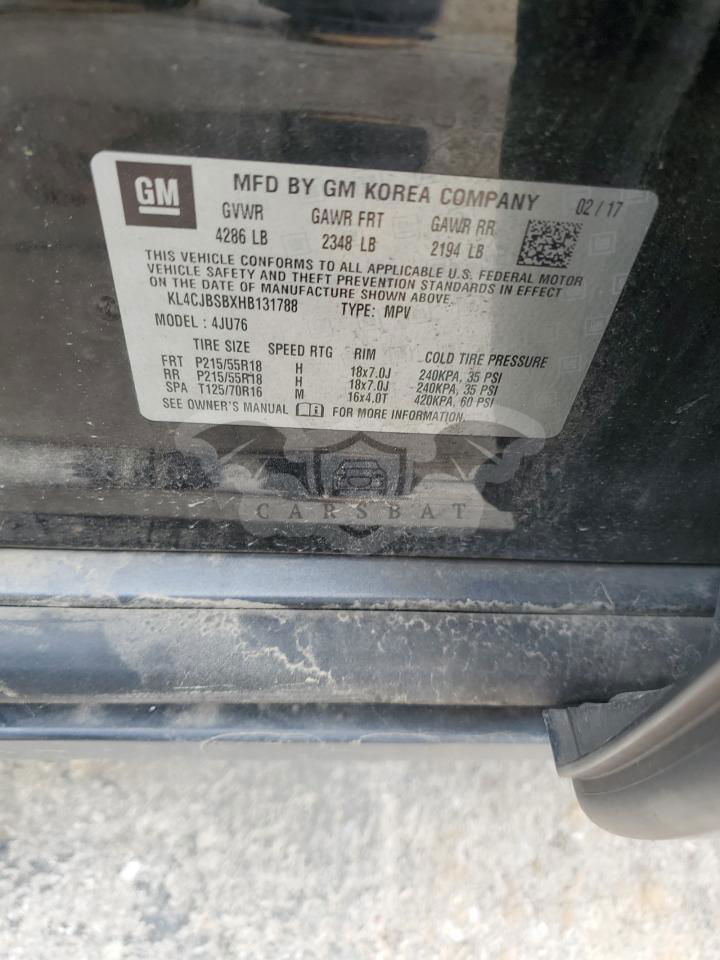 GM MFD BY GM KOREA COMPANY 02 / 17
GVWR GAWR FRT GAWR RR
4286 LB 2348 LB 2194 LB
THIS VEHICLE CONFORMS TO ALL APPLICABLE U.S. FEDERAL MOTOR
VEHICLE SAFETY AND THEFT PREVENTION STANDARDS IN EFFECT
ON THE DATE OF MANUFACTURE SHOWN ABOVE.
KL4CJBSBXHB131788 TYPE: MPV
MODEL : 4JU76
TIRE SIZE SPEED RTG RIM COLD TIRE PRESSURE
FRT P215/55R18 H 18x7.0J 240KPA, 35 PSI
RR P215/55R18 H 18x7.0J 240KPA, 35 PSI
SPA T125/70R16 M 16x4.0T 420KPA, 60 PSI
SEE OWNER'S MANUAL FOR MORE INFORMATION.
CARSBAT